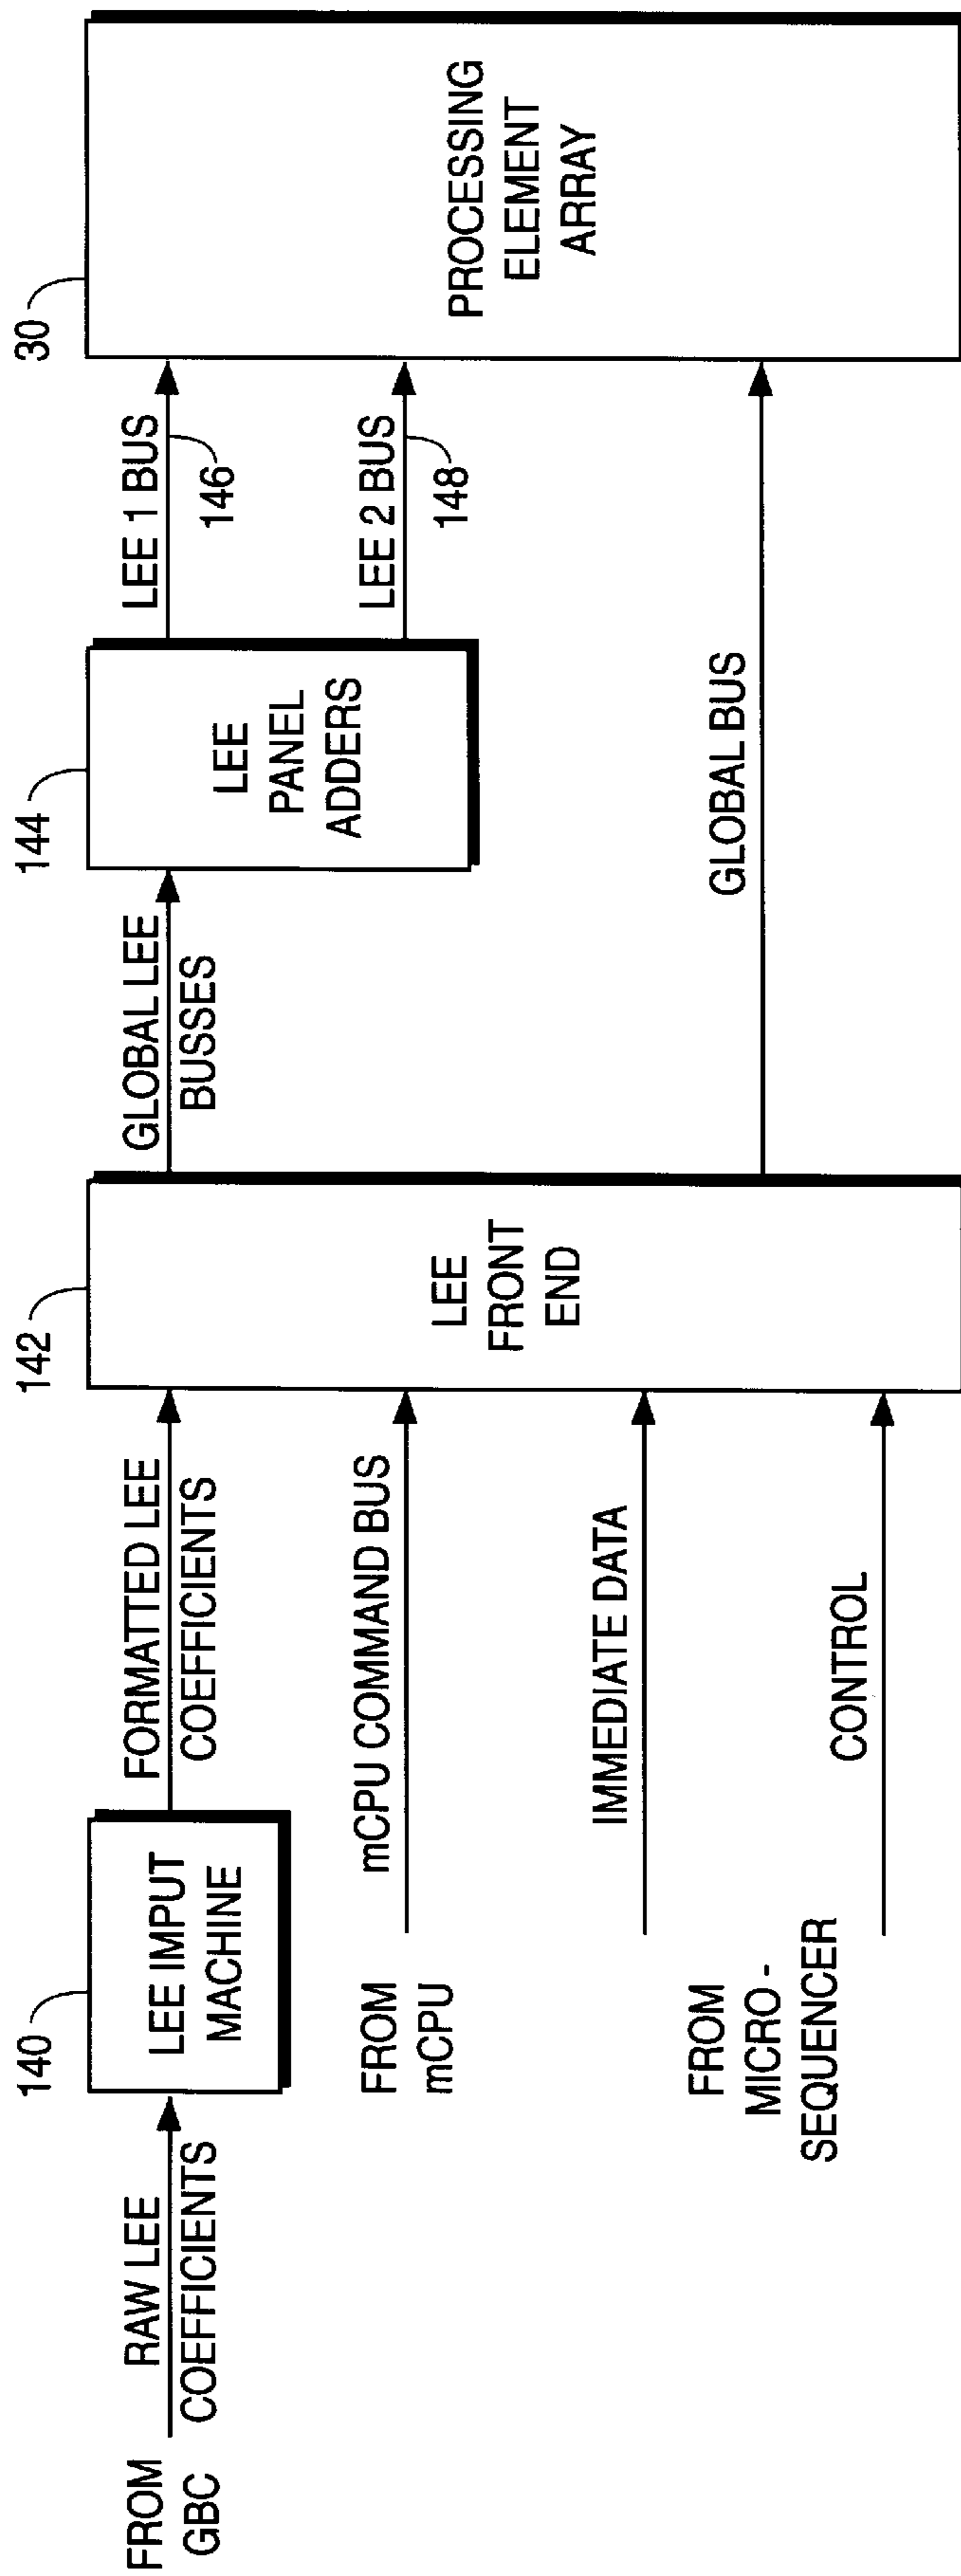 FROM
GBC
RAW LEE
COEFFICIENTS
140
LEE IMPUT
MACHINE
FORMATTED LEE
COEFFICIENTS
FROM
mCPU
mCPU COMMAND BUS
IMMEDIATE DATA
FROM
MICRO -
SEQUENCER
CONTROL
142
LEE
FRONT
END
GLOBAL LEE
BUSSES
144
LEE
PANEL
ADDERS
GLOBAL BUS
LEE 1 BUS
146
LEE 2 BUS
148
30
PROCESSING
ELEMENT
ARRAY